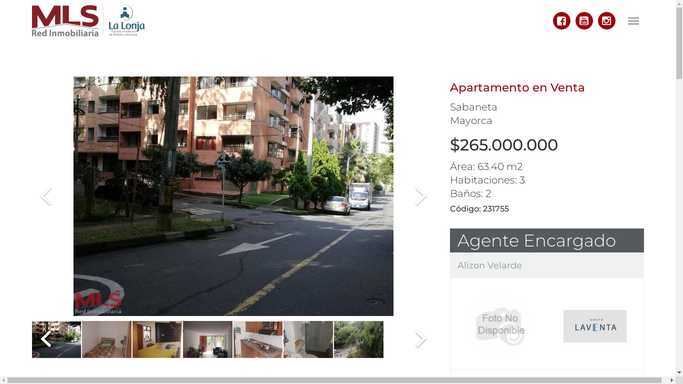 MLS
Red Inmobiliaria
La Lonja
Apartamento en Venta
Sabaneta
Mayorca
$265.000.000
Área: 63.40 m2
Habitaciones: 3
Baños: 2
Código: 231755
Agente Encargado
Alizon Velarde
MLS
Red Inmobiliaria
Foto No
Disponible
LAVENTA